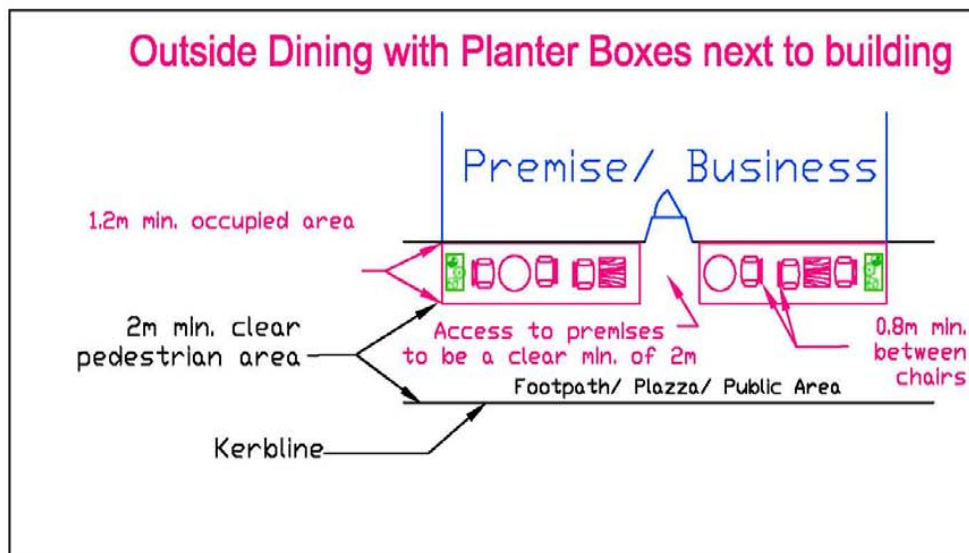 Outside Dining with Planter Boxes next to building
Premise/ Business
1.2m min. occupied area
2m min. clear
pedestrian area
Access to premises
to be a clear min. of 2m
0.8m min.
between
chairs
Footpath/ Plazza/ Public Area
Kerbline